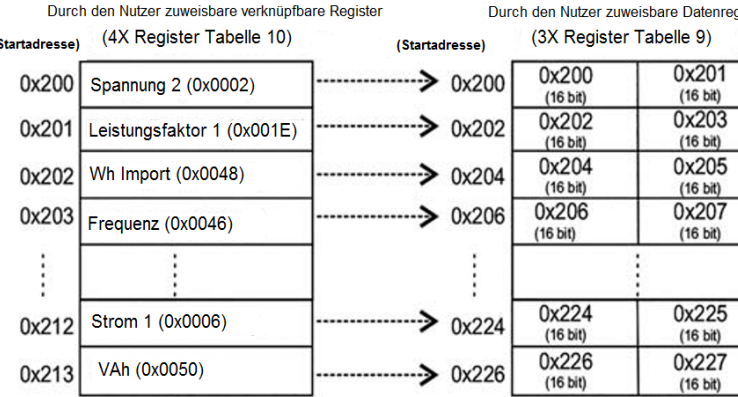 Durch den Nutzer zuweisbare verknüpfbare Register Durch den Nutzer zuweisbare
(4X Register Tabelle 10) (3X Register Tabelle 9)
(Startadresse)
0x200 Spannung 2 (0x0002) 0x200 0x200 (16 bit) 0x201 (16 bit)
0x201 Leistungsfaktor 1 (0x001E) 0x202 0x202 (16 bit) 0x203 (16 bit)
0x202 Wh Import (0x0048) 0x204 0x204 (16 bit) 0x205 (16 bit)
0x203 Frequenz (0x0046) 0x206 0x206 (16 bit) 0x207 (16 bit)
0x212 Strom 1 (0x0006) 0x224 0x224 (16 bit) 0x225 (16 bit)
0x213 VAh (0x0050) 0x226 0x226 (16 bit) 0x227 (16 bit)